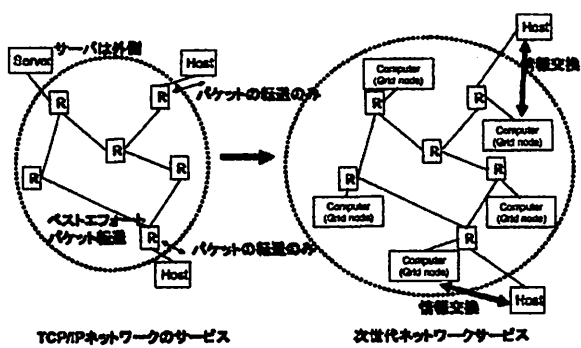 サーバは外側
Server
Host
R
R
パケットの転送のみ
R
R
R
ベストエフォート
パケット転送
R
パケットの転送のみ
Host
TCP/IPネットワークのサービス
Host
情報交換
Computer
(Grid node)
R
R
Computer
(Grid node)
R
R
R
Computer
(Grid node)
Computer
(Grid node)
R
Computer
(Grid node)
情報交換
Host
次世代ネットワークサービス